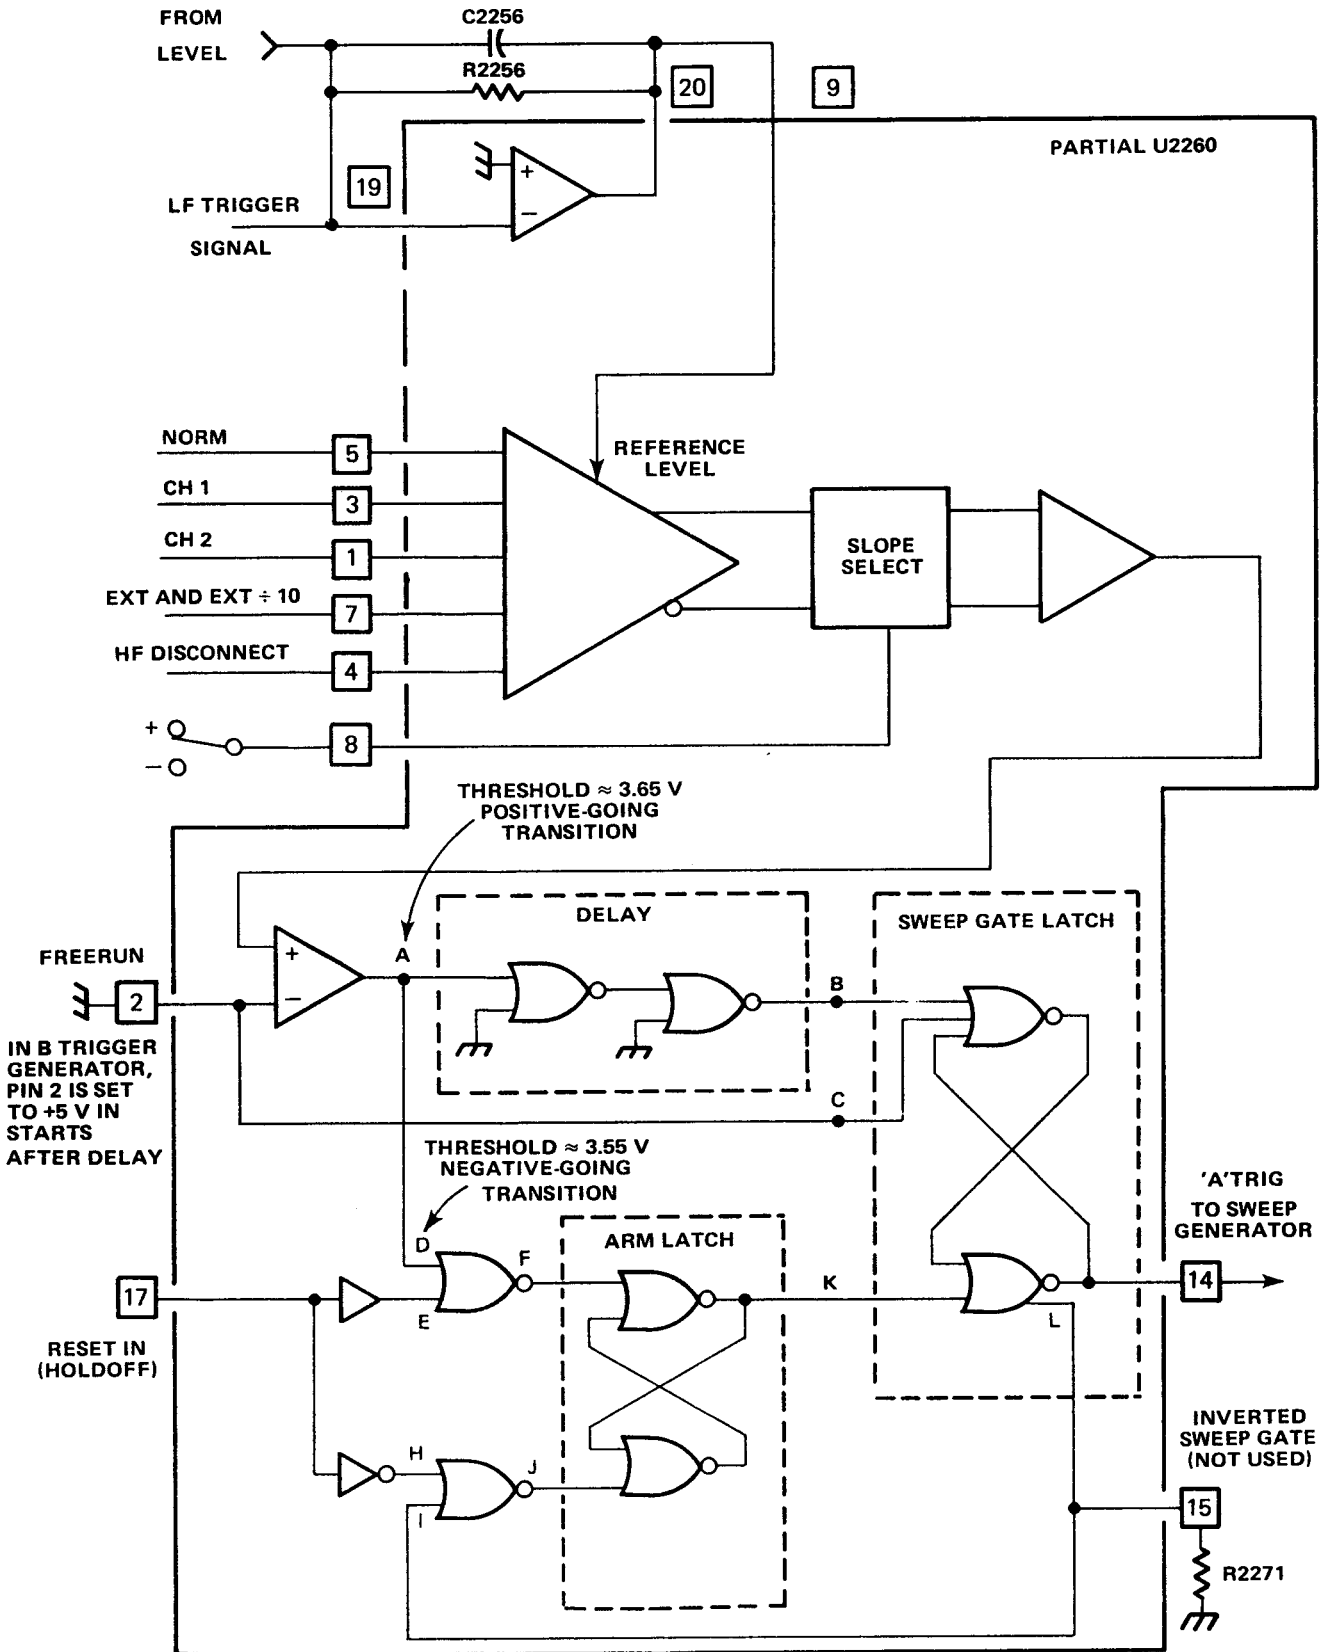 FROM
LEVEL
C2256
R2256
20
9
PARTIAL U2260
19
LF TRIGGER
SIGNAL
+
−
NORM
5
REFERENCE
LEVEL
CH 1
3
CH 2
1
SLOPE
SELECT
EXT AND EXT ÷ 10
7
HF DISCONNECT
4
+
−
8
THRESHOLD ≈ 3.65 V
POSITIVE-GOING
TRANSITION
DELAY
SWEEP GATE LATCH
FREERUN
2
+
−
A
B
IN B TRIGGER
GENERATOR,
PIN 2 IS SET
TO +5 V IN
STARTS
AFTER DELAY
C
THRESHOLD ≈ 3.55 V
NEGATIVE-GOING
TRANSITION
'A' TRIG
TO SWEEP
GENERATOR
D
F
ARM LATCH
K
14
17
E
L
RESET IN
(HOLDOFF)
INVERTED
SWEEP GATE
(NOT USED)
H
J
I
15
R2271